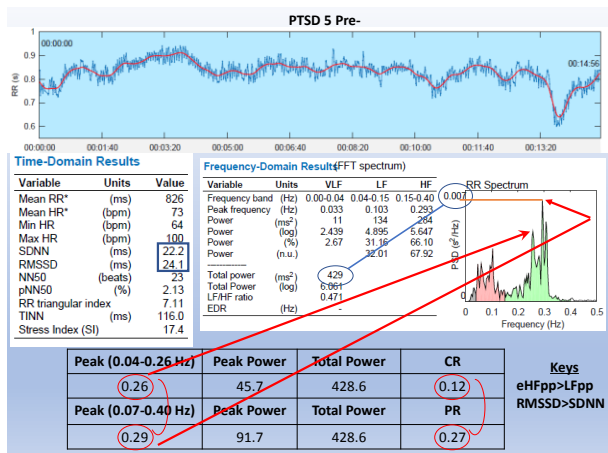 PTSD 5 Pre-
1
00:00:00
0.9
00:14:56
0.8
RR (s)
0.7
0.6
00:00:00 00:01:40 00:03:20 00:05:00 00:06:40 00:08:20 00:10:00 00:11:40 00:13:20
Time-Domain Results
Variable Units Value
Mean RR* (ms) 826
Mean HR* (bpm) 73
Min HR (bpm) 64
Max HR (bpm) 100
SDNN (ms) 22.2
RMSSD (ms) 24.1
NN50 (beats) 23
pNN50 (%) 2.13
RR triangular index 7.11
TINN (ms) 116.0
Stress Index (SI) 17.4
Frequency-Domain Results (FFT spectrum)
Variable Units VLF LF HF
Frequency band (Hz) 0.00-0.04 0.04-0.15 0.15-0.40
Peak frequency (Hz) 0.033 0.103 0.293
Power (ms²) 11 134 284
Power (log) 2.439 4.895 5.647
Power (%) 2.67 31.16 66.10
Power (n.u.) 32.01 67.92
Total power (ms²) 429
Total Power (log) 6.061
LF/HF ratio 0.471
EDR (Hz) -
0.007
RR Spectrum
PSD (s²/Hz)
0
0 0.1 0.2 0.3 0.4 0.5
Frequency (Hz)
Peak (0.04-0.26 Hz) Peak Power Total Power CR
0.26 45.7 428.6 0.12
Peak (0.07-0.40 Hz) Peak Power Total Power PR
0.29 91.7 428.6 0.27
Keys
eHFpp>LFpp
RMSSD>SDNN